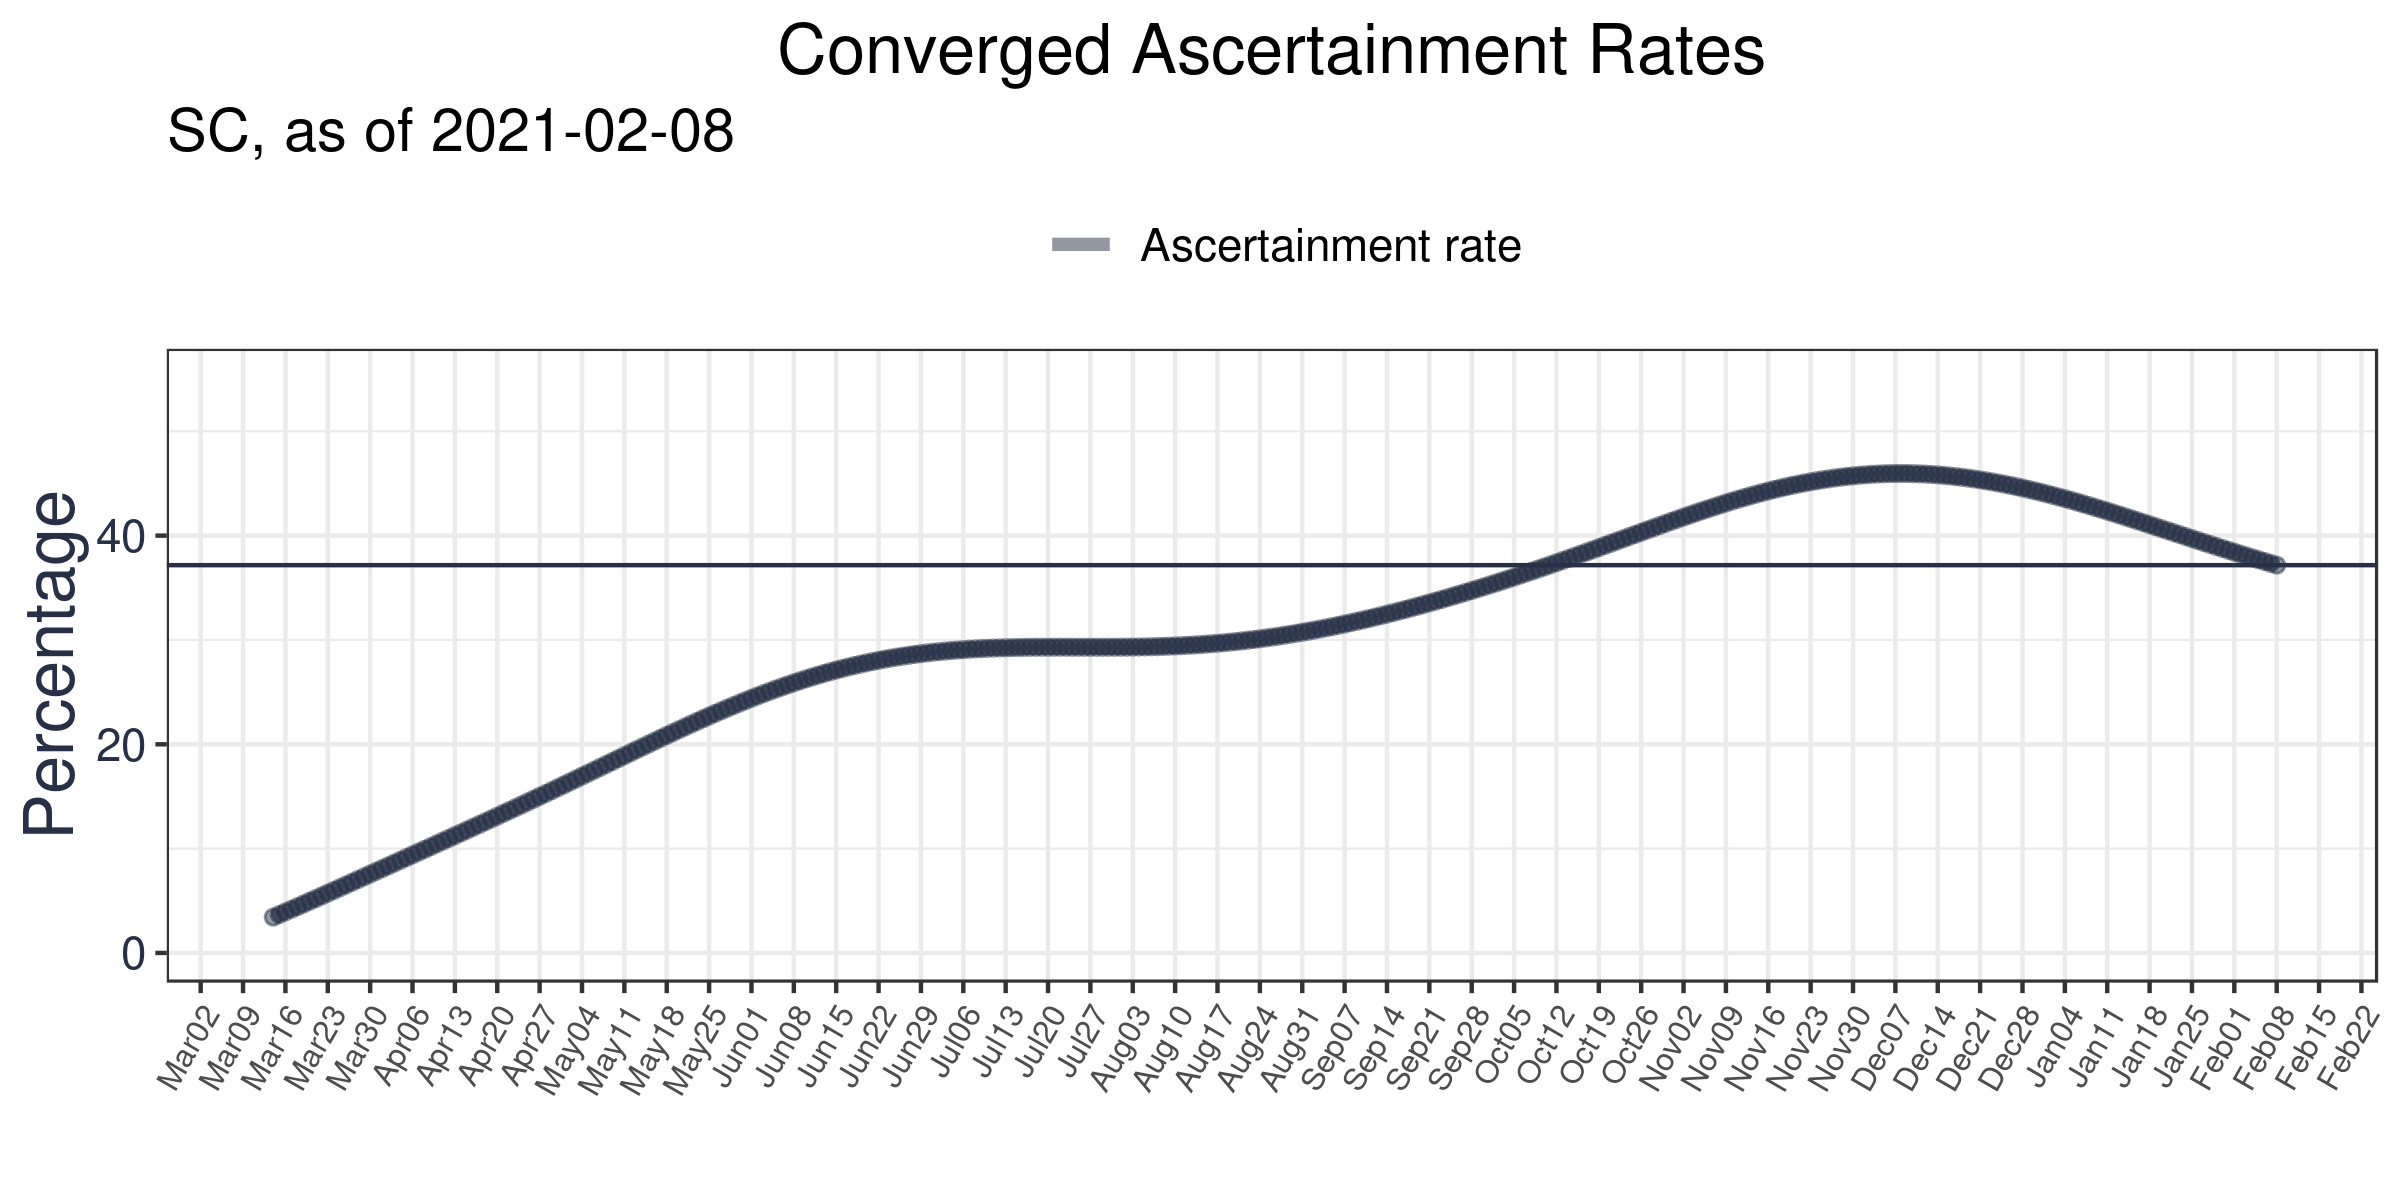 Converged Ascertainment Rates
SC, as of 2021-02-08
Ascertainment rate
Percentage
40
20
0
Mar02 Mar09 Mar16 Mar23 Mar30 Apr06 Apr13 Apr20 Apr27 May04 May11 May18 May25 Jun01 Jun08 Jun15 Jun22 Jun29 Jul06 Jul13 Jul20 Jul27 Aug03 Aug10 Aug17 Aug24 Aug31 Sep07 Sep14 Sep21 Sep28 Oct05 Oct12 Oct19 Oct26 Nov02 Nov09 Nov16 Nov23 Nov30 Dec07 Dec14 Dec21 Dec28 Jan04 Jan11 Jan18 Jan25 Feb01 Feb08 Feb15 Feb22